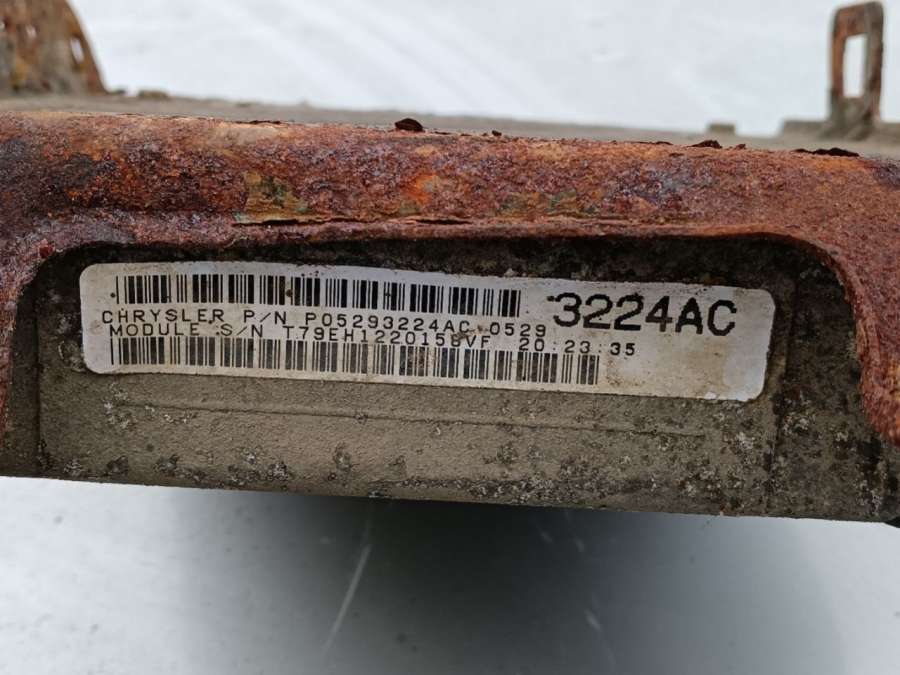 CHRYSLER P/N P05293224AC 0529
3224AC
MODULE S/N T79EH1220158VF 20:23:35